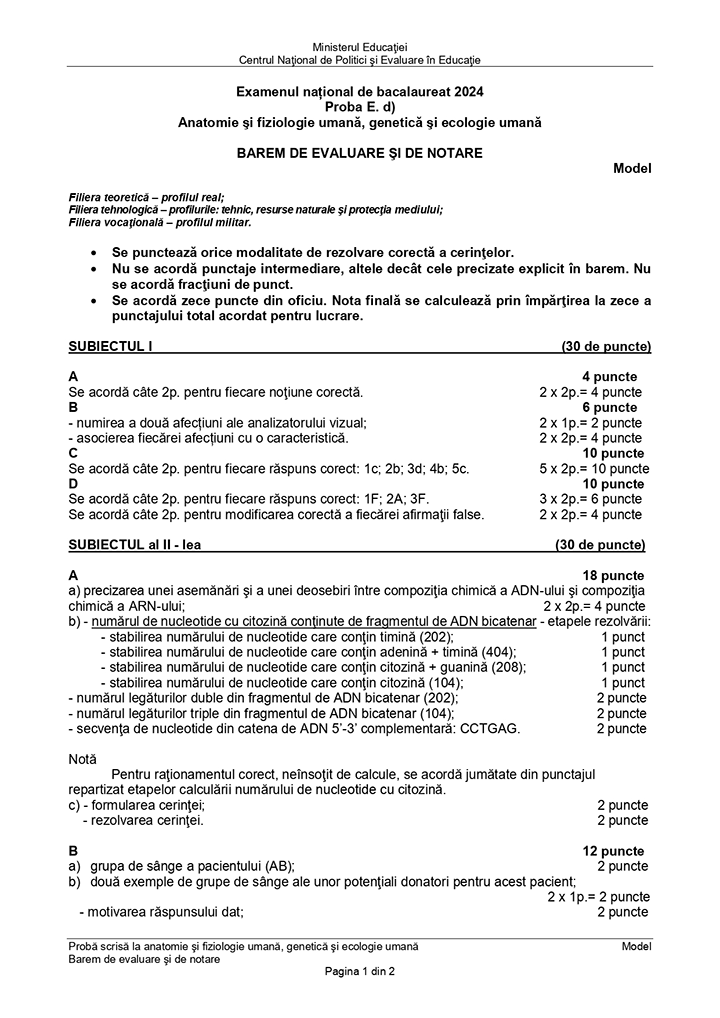 Ministerul Educaţiei
Centrul Naţional de Politici şi Evaluare în Educaţie
Examenul național de bacalaureat 2024
Proba E. d)
Anatomie şi fiziologie umană, genetică şi ecologie umană
BAREM DE EVALUARE ŞI DE NOTARE
Model
Filiera teoretică – profilul real;
Filiera tehnologică – profilurile: tehnic, resurse naturale şi protecţia mediului;
Filiera vocaţională – profilul militar.
• Se punctează orice modalitate de rezolvare corectă a cerinţelor.
• Nu se acordă punctaje intermediare, altele decât cele precizate explicit în barem. Nu
se acordă fracţiuni de punct.
• Se acordă zece puncte din oficiu. Nota finală se calculează prin împărţirea la zece a
punctajului total acordat pentru lucrare.
SUBIECTUL I (30 de puncte)
A 4 puncte
Se acordă câte 2p. pentru fiecare noţiune corectă. 2 x 2p.= 4 puncte
B 6 puncte
- numirea a două afecțiuni ale analizatorului vizual; 2 x 1p.= 2 puncte
- asocierea fiecărei afecțiuni cu o caracteristică. 2 x 2p.= 4 puncte
C 10 puncte
Se acordă câte 2p. pentru fiecare răspuns corect: 1c; 2b; 3d; 4b; 5c. 5 x 2p.= 10 puncte
D 10 puncte
Se acordă câte 2p. pentru fiecare răspuns corect: 1F; 2A; 3F. 3 x 2p.= 6 puncte
Se acordă câte 2p. pentru modificarea corectă a fiecărei afirmaţii false. 2 x 2p.= 4 puncte
SUBIECTUL al II - lea (30 de puncte)
A 18 puncte
a) precizarea unei asemănări şi a unei deosebiri între compoziţia chimică a ADN-ului şi compoziţia
chimică a ARN-ului; 2 x 2p.= 4 puncte
b) - numărul de nucleotide cu citozină conţinute de fragmentul de ADN bicatenar - etapele rezolvării:
- stabilirea numărului de nucleotide care conţin timină (202); 1 punct
- stabilirea numărului de nucleotide care conţin adenină + timină (404); 1 punct
- stabilirea numărului de nucleotide care conţin citozină + guanină (208); 1 punct
- stabilirea numărului de nucleotide care conţin citozină (104); 1 punct
- numărul legăturilor duble din fragmentul de ADN bicatenar (202); 2 puncte
- numărul legăturilor triple din fragmentul de ADN bicatenar (104); 2 puncte
- secvenţa de nucleotide din catena de ADN 5’-3’ complementară: CCTGAG. 2 puncte
Notă
Pentru raţionamentul corect, neînsoţit de calcule, se acordă jumătate din punctajul
repartizat etapelor calculării numărului de nucleotide cu citozină.
c) - formularea cerinţei; 2 puncte
- rezolvarea cerinţei. 2 puncte
B 12 puncte
a) grupa de sânge a pacientului (AB); 2 puncte
b) două exemple de grupe de sânge ale unor potenţiali donatori pentru acest pacient;
2 x 1p.= 2 puncte
- motivarea răspunsului dat; 2 puncte
Probă scrisă la anatomie şi fiziologie umană, genetică şi ecologie umană Model
Barem de evaluare şi de notare
Pagina 1 din 2